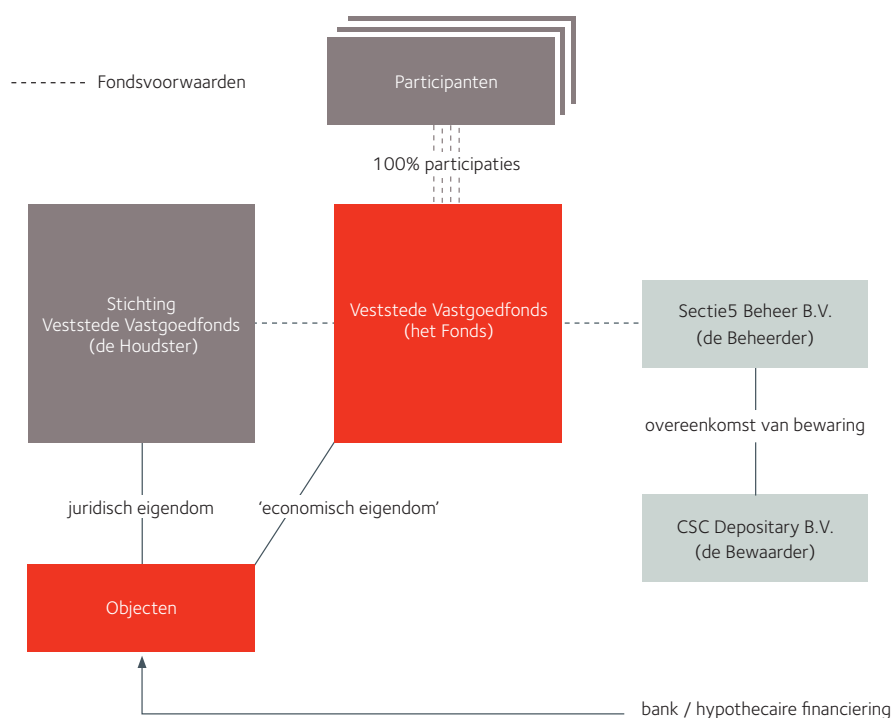 Participanten
Fondsvoorwaarden
100% participaties
Stichting
Veststede Vastgoedfonds
(de Houdster)
Veststede Vastgoedfonds
(het Fonds)
Sectie5 Beheer B.V.
(de Beheerder)
overeenkomst van bewaring
juridisch eigendom
'economisch eigendom'
CSC Depositary B.V.
(de Bewaarder)
Objecten
bank / hypothecaire financiering